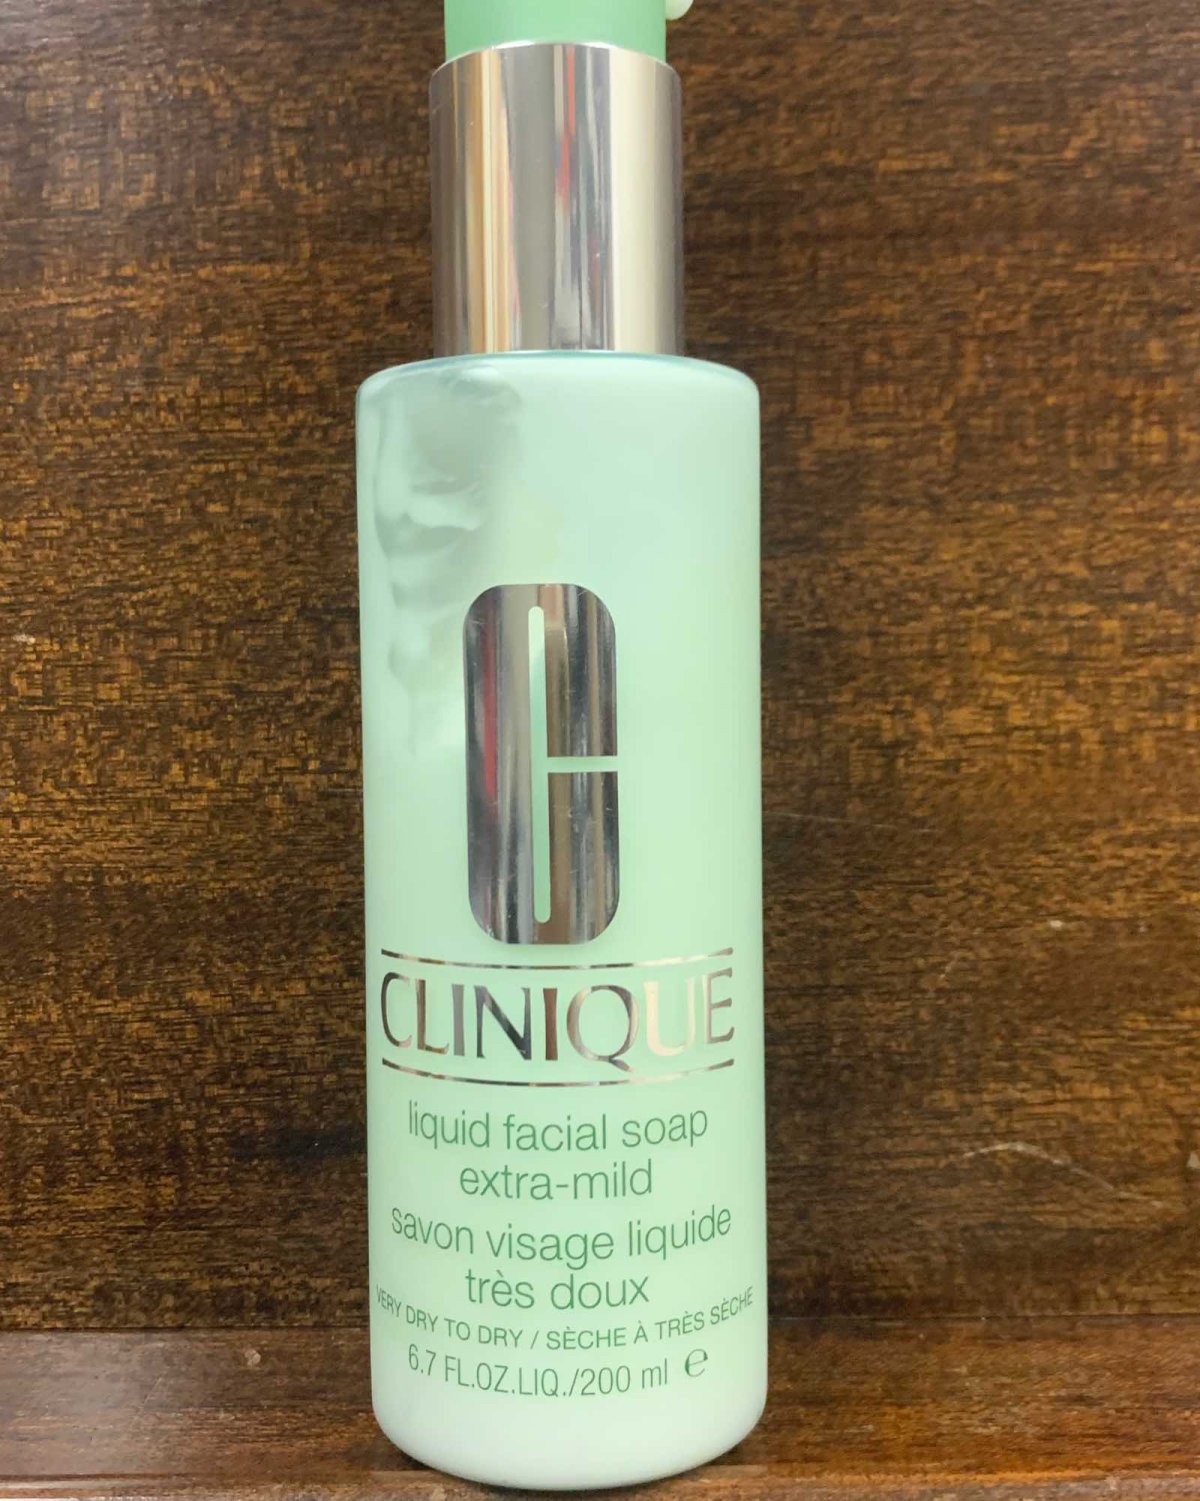 C
CLINIQUE
liquid facial soap
extra-mild
savon visage liquide
très doux
VERY DRY TO DRY / SÈCHE À TRÈS SÈCHE
6.7 FL.OZ.LIQ./200 ml ℮